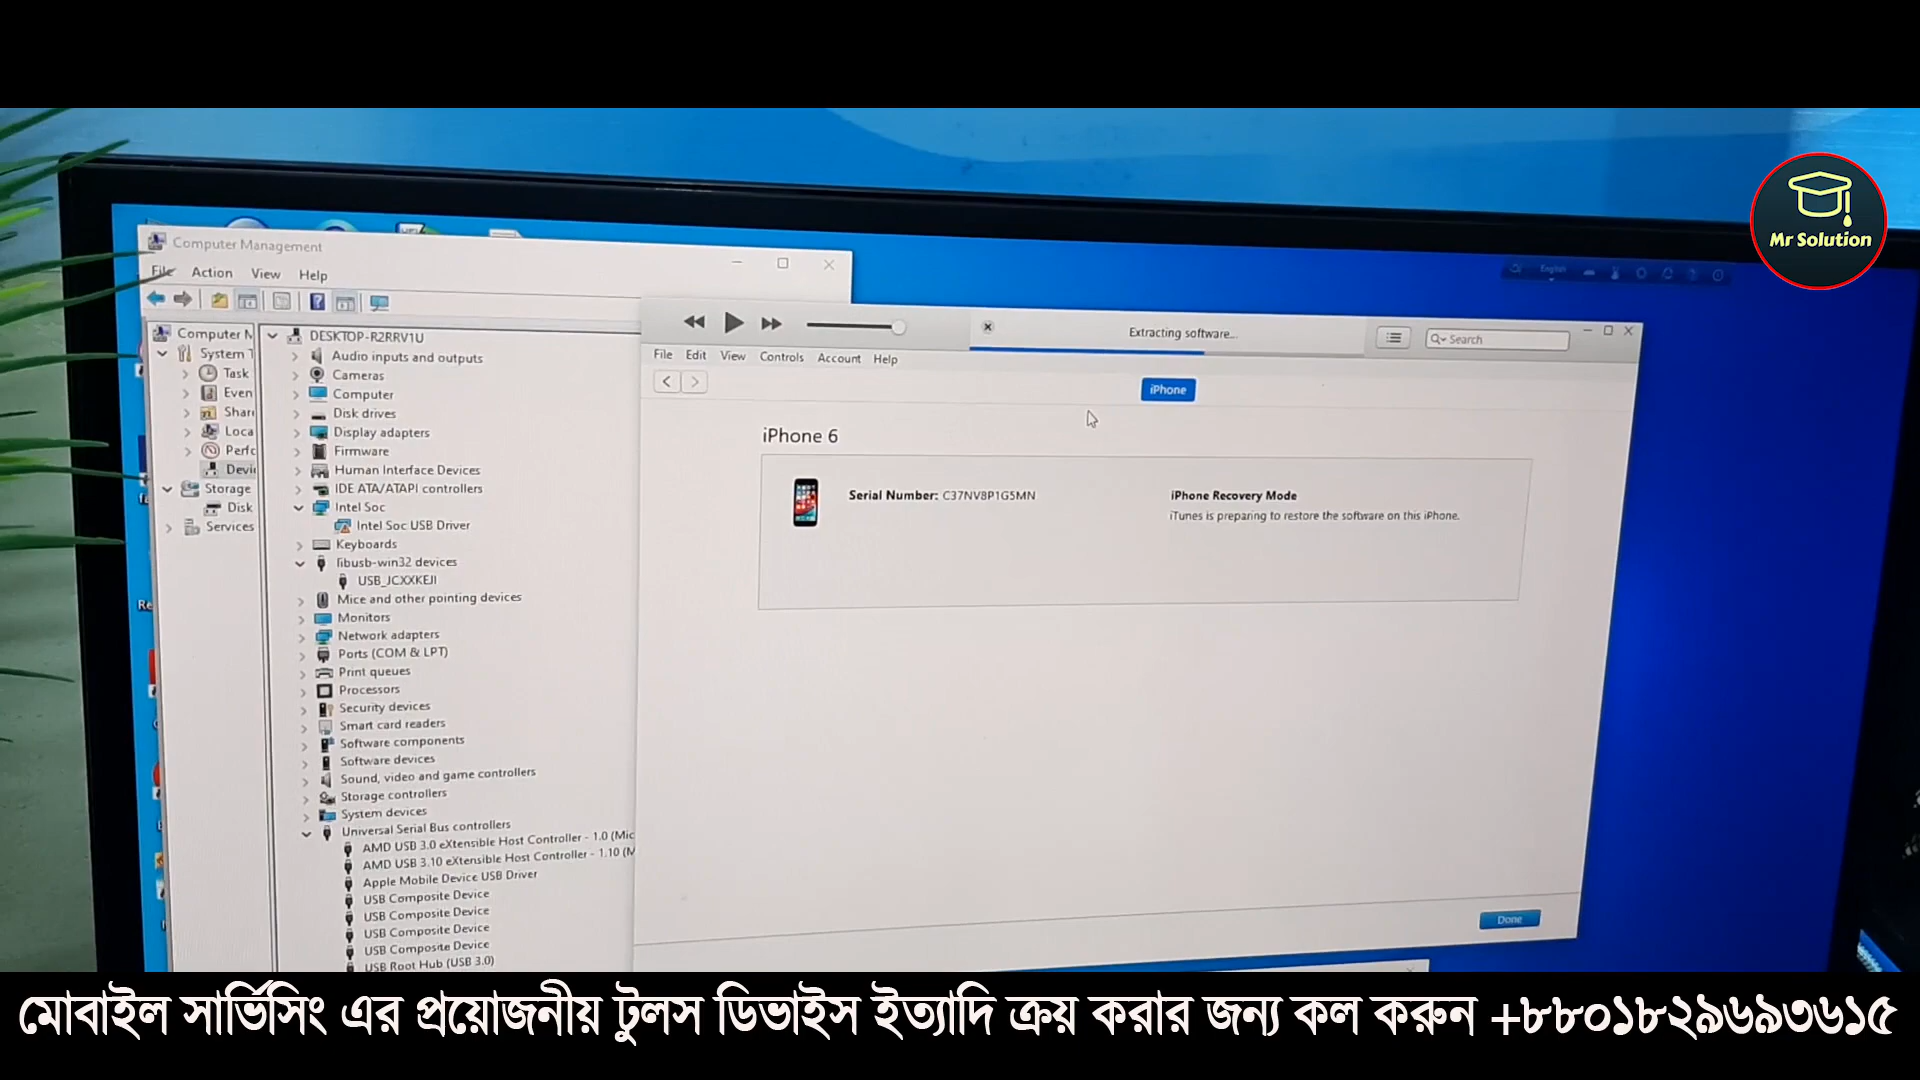 Mr Solution
Computer Management
File Action View Help
Computer M
System T
Task
Even
Shar
Loca
Perfo
Devi
Storage
Disk
Services
DESKTOP-R2RRV1U
Audio inputs and outputs
Cameras
Computer
Disk drives
Display adapters
Firmware
Human Interface Devices
IDE ATA/ATAPI controllers
Intel Soc
Intel Soc USB Driver
Keyboards
libusb-win32 devices
USB_JCXXKEJI
Mice and other pointing devices
Monitors
Network adapters
Ports (COM & LPT)
Print queues
Processors
Security devices
Smart card readers
Software components
Software devices
Sound, video and game controllers
Storage controllers
System devices
Universal Serial Bus controllers
AMD USB 3.0 eXtensible Host Controller - 1.0 (Mic
AMD USB 3.10 eXtensible Host Controller - 1.10 (M
Apple Mobile Device USB Driver
USB Composite Device
USB Composite Device
USB Composite Device
USB Composite Device
USB Root Hub (USB 3.0)
English
Extracting software...
Search
File Edit View Controls Account Help
iPhone
iPhone 6
Serial Number: C37NV8P1G5MN
iPhone Recovery Mode
iTunes is preparing to restore the software on this iPhone.
Done
মোবাইল সার্ভিসিং এর প্রয়োজনীয় টুলস ডিভাইস ইত্যাদি ক্রয় করার জন্য কল করুন +৮৮০১৮২৯৬৯৩৬১৫